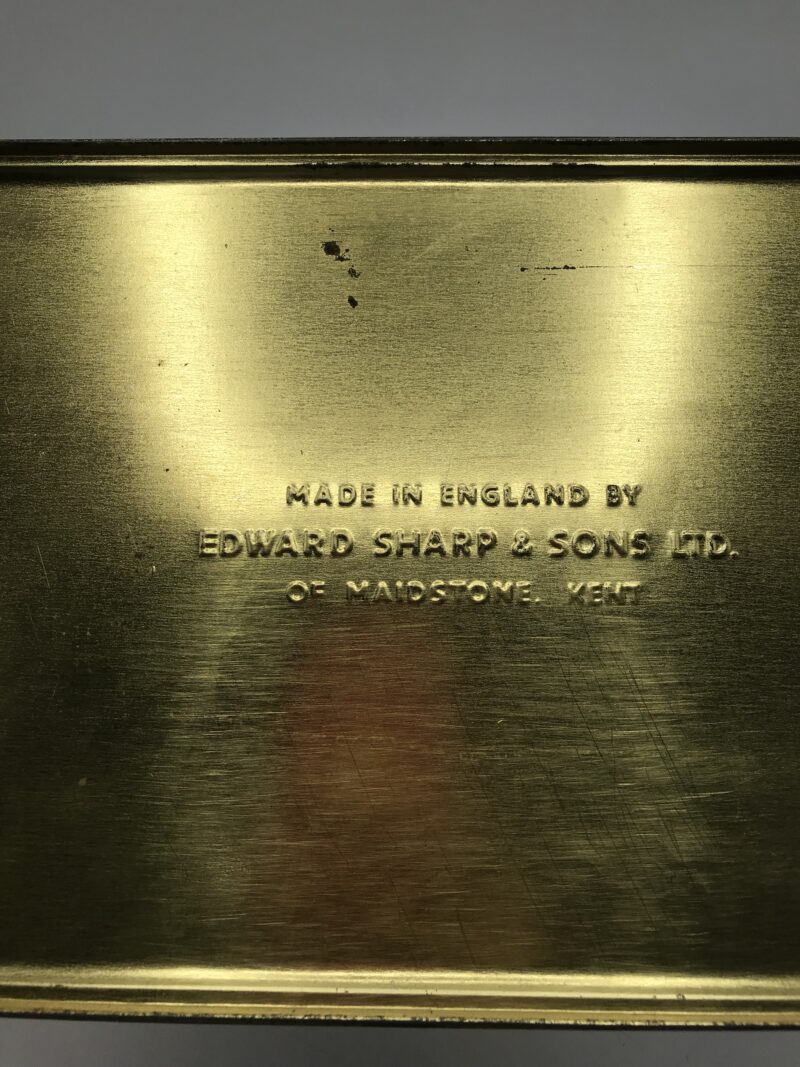 MADE IN ENGLAND BY
EDWARD SHARP & SONS LTD.
OF MAIDSTONE. KENT